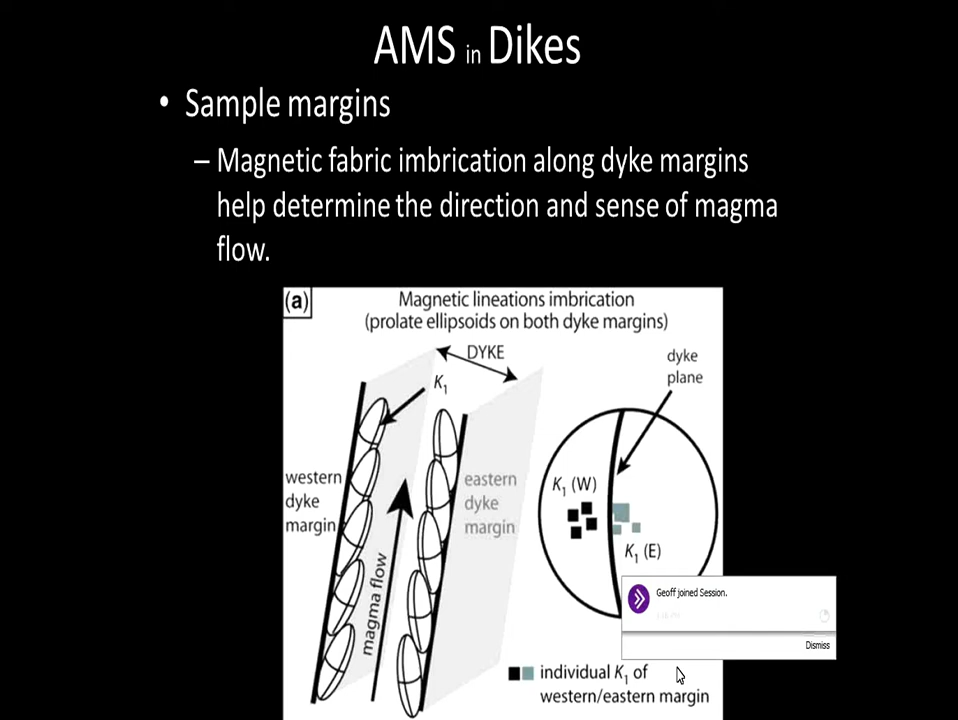 AMS in Dikes
• Sample margins
– Magnetic fabric imbrication along dyke margins
help determine the direction and sense of magma
flow.
(a)
Magnetic lineations imbrication
(prolate ellipsoids on both dyke margins)
DYKE
K1
dyke
plane
western
dyke
margin
eastern
dyke
margin
magma flow
K1 (W)
K1 (E)
Geoff joined Session.
Dismiss
individual K1 of
western/eastern margin